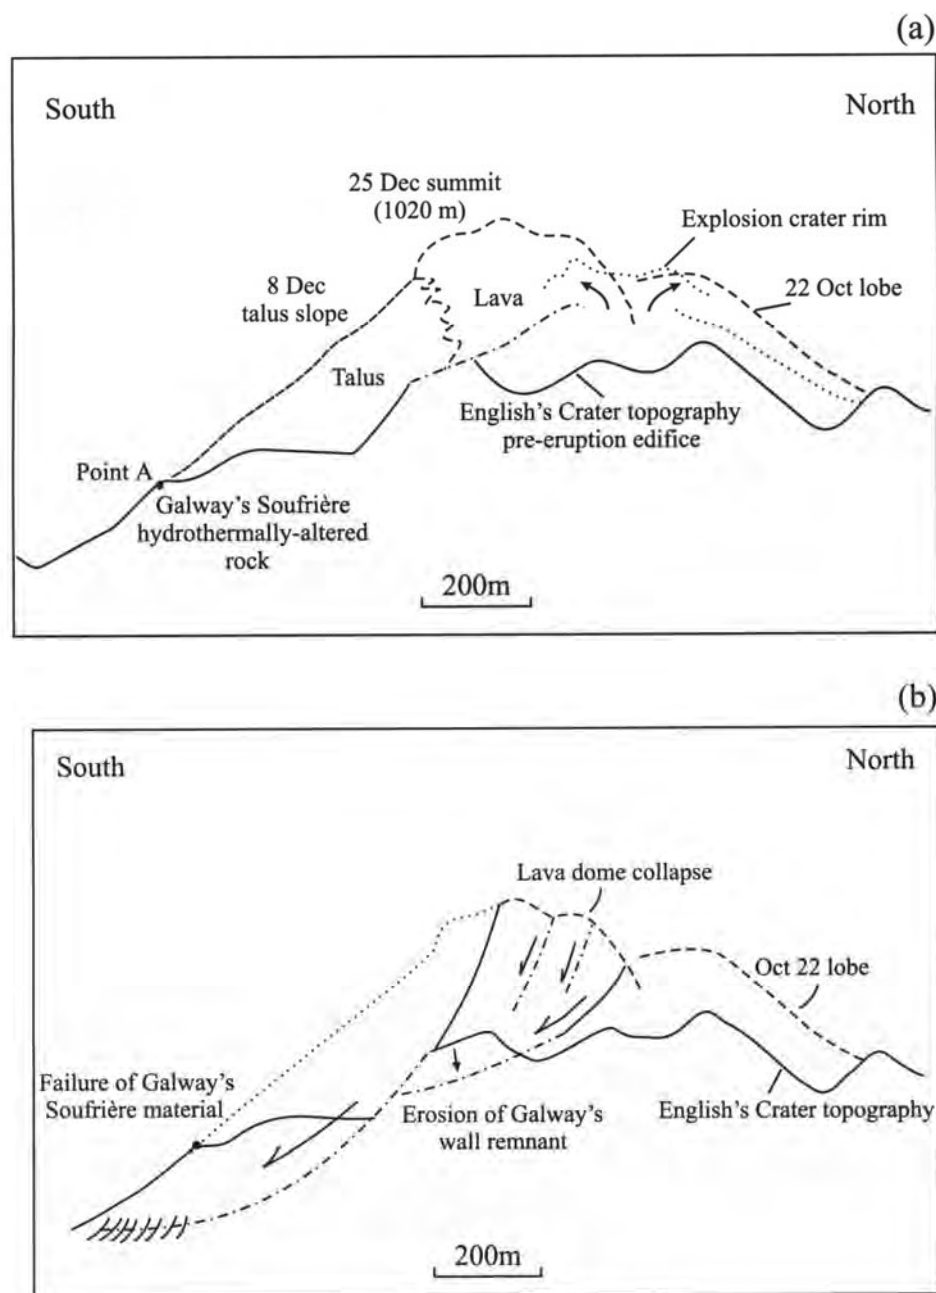 (a)
South
North
25 Dec summit
(1020 m)
Explosion crater rim
8 Dec
talus slope
Lava
22 Oct lobe
Talus
English's Crater topography
pre-eruption edifice
Point A
Galway's Soufrière
hydrothermally-altered
rock
200m
(b)
South
North
Lava dome collapse
Oct 22 lobe
Failure of Galway's
Soufrière material
Erosion of Galway's
wall remnant
English's Crater topography
200m